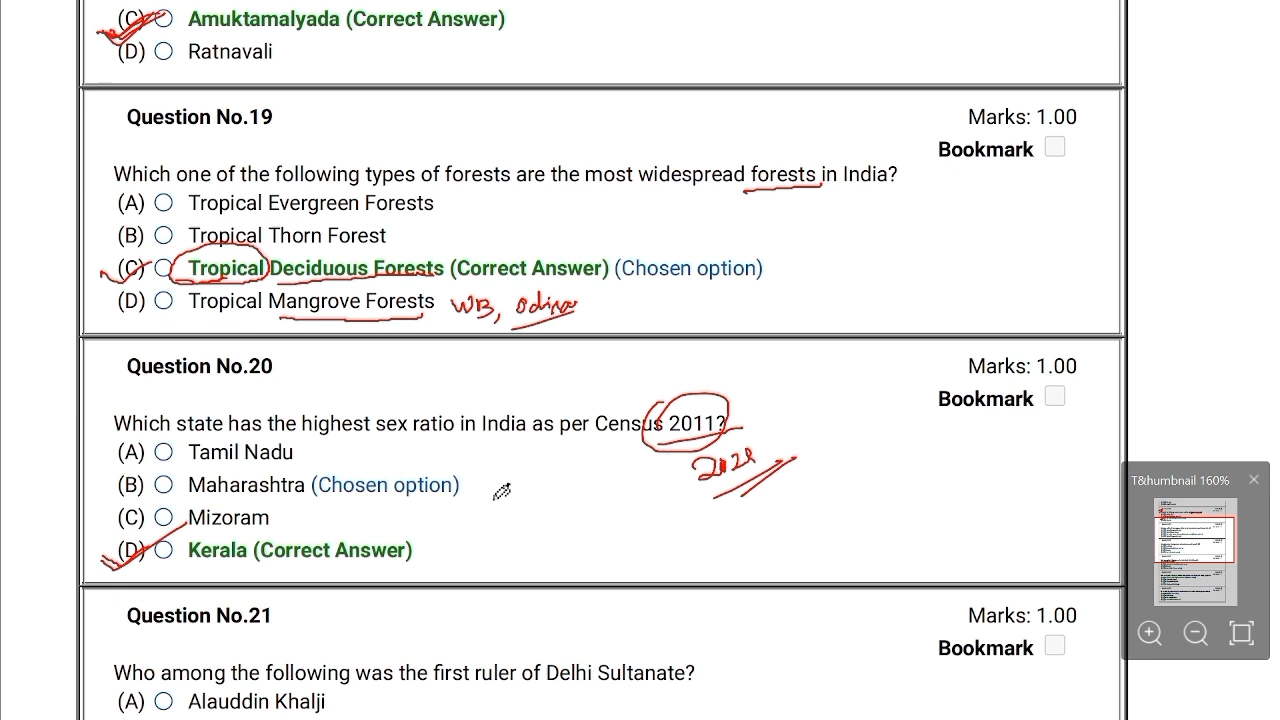 (C) Amuktamalyada (Correct Answer)
(D) Ratnavali
Question No.19 Marks: 1.00
Bookmark
Which one of the following types of forests are the most widespread forests in India?
(A) Tropical Evergreen Forests
(B) Tropical Thorn Forest
(C) Tropical Deciduous Forests (Correct Answer) (Chosen option)
(D) Tropical Mangrove Forests WB,
Question No.20 Marks: 1.00
Bookmark
Which state has the highest sex ratio in India as per Census 2011?
(A) Tamil Nadu
(B) Maharashtra (Chosen option)
(C) Mizoram
(D) Kerala (Correct Answer)
Question No.21 Marks: 1.00
Bookmark
Who among the following was the first ruler of Delhi Sultanate?
(A) Alauddin Khalji
T&humbnail 160%